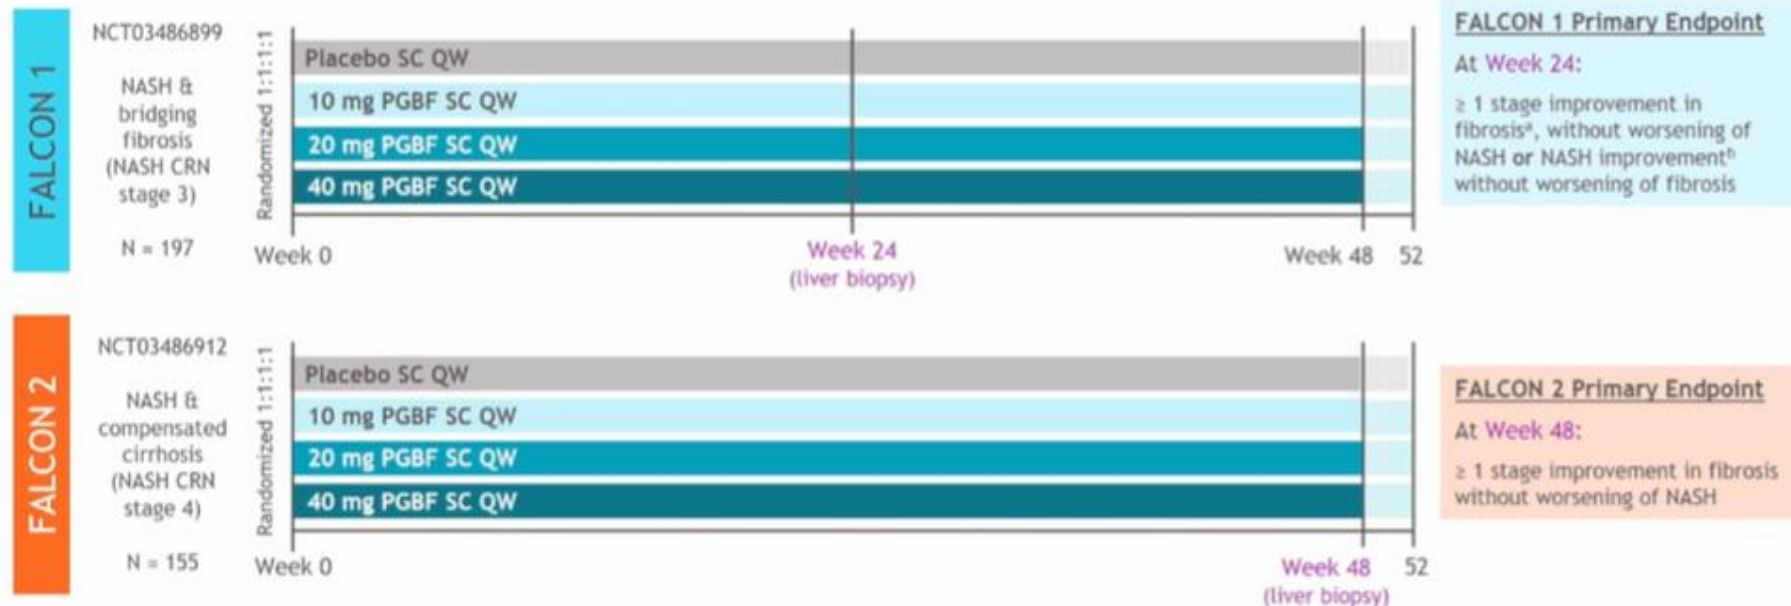 FALCON 1
NCT03486899
NASH &
bridging
fibrosis
(NASH CRN
stage 3)
N = 197
Randomized 1:1:1:1
Placebo SC QW
10 mg PGBF SC QW
20 mg PGBF SC QW
40 mg PGBF SC QW
Week 0
Week 24
(liver biopsy)
Week 48
52
FALCON 1 Primary Endpoint
At Week 24:
≥ 1 stage improvement in
fibrosisᵃ, without worsening of
NASH or NASH improvementᵇ
without worsening of fibrosis
FALCON 2
NCT03486912
NASH &
compensated
cirrhosis
(NASH CRN
stage 4)
N = 155
Randomized 1:1:1:1
Placebo SC QW
10 mg PGBF SC QW
20 mg PGBF SC QW
40 mg PGBF SC QW
Week 0
Week 48
(liver biopsy)
52
FALCON 2 Primary Endpoint
At Week 48:
≥ 1 stage improvement in fibrosis
without worsening of NASH